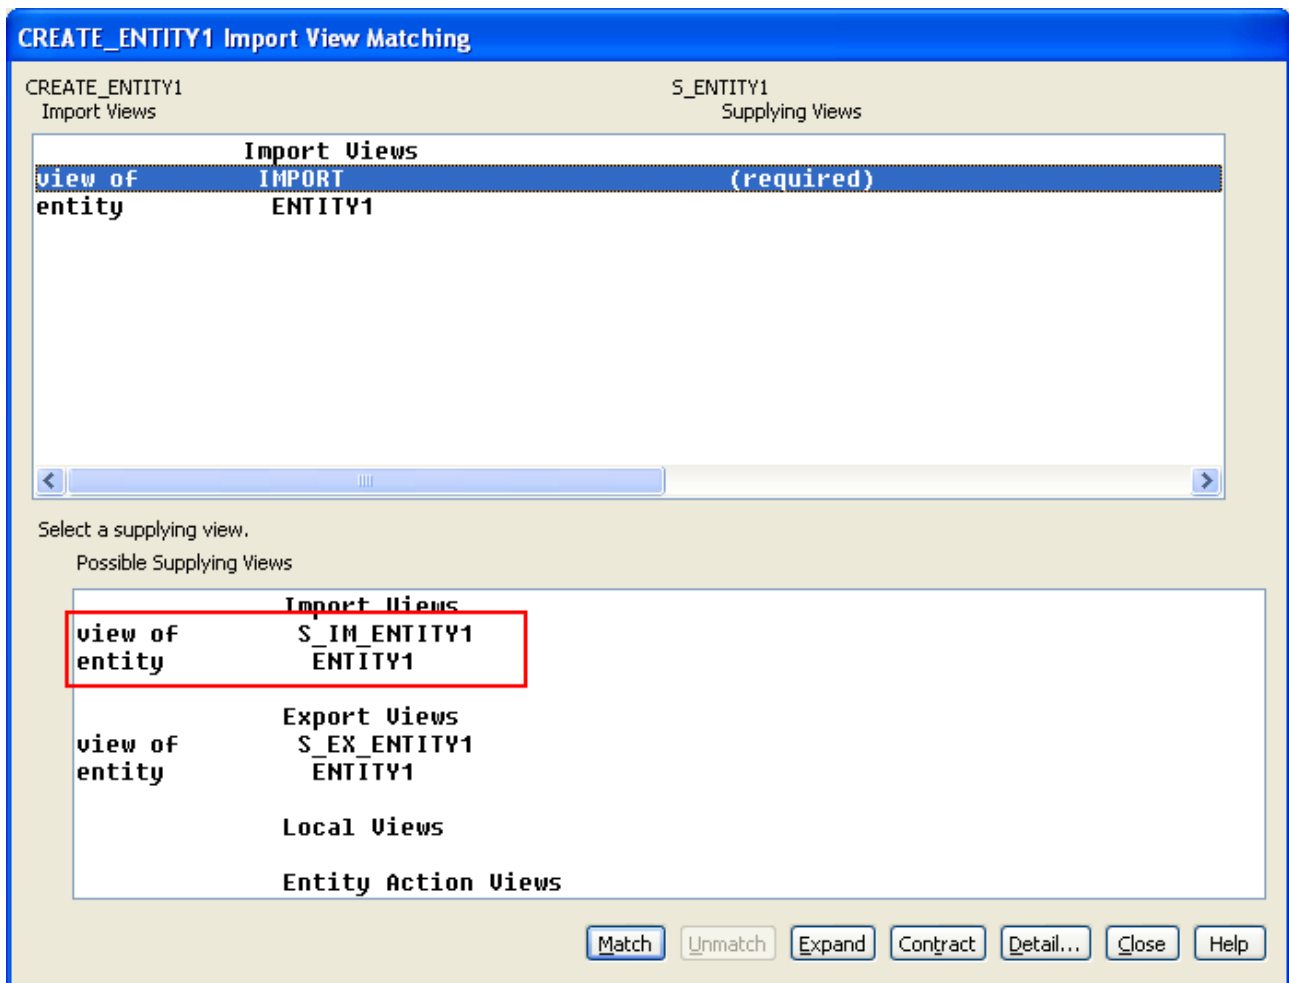 CREATE_ENTITY1 Import View Matching
CREATE_ENTITY1 S_ENTITY1
Import Views Supplying Views
Import Views
view of IMPORT (required)
entity ENTITY1
Select a supplying view.
Possible Supplying Views
Import Views
view of S_IM_ENTITY1
entity ENTITY1
Export Views
view of S_EX_ENTITY1
entity ENTITY1
Local Views
Entity Action Views
Match Unmatch Expand Contract Detail... Close Help